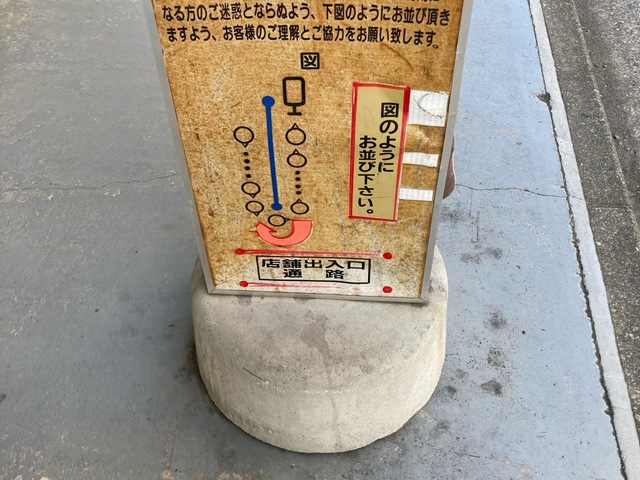 なる方のご迷惑とならぬよう、下図のようにお並び頂き
ますよう、お客様のご理解とご協力をお願い致します。
図
図のように
お並び下さい。
店舗出入口
通路